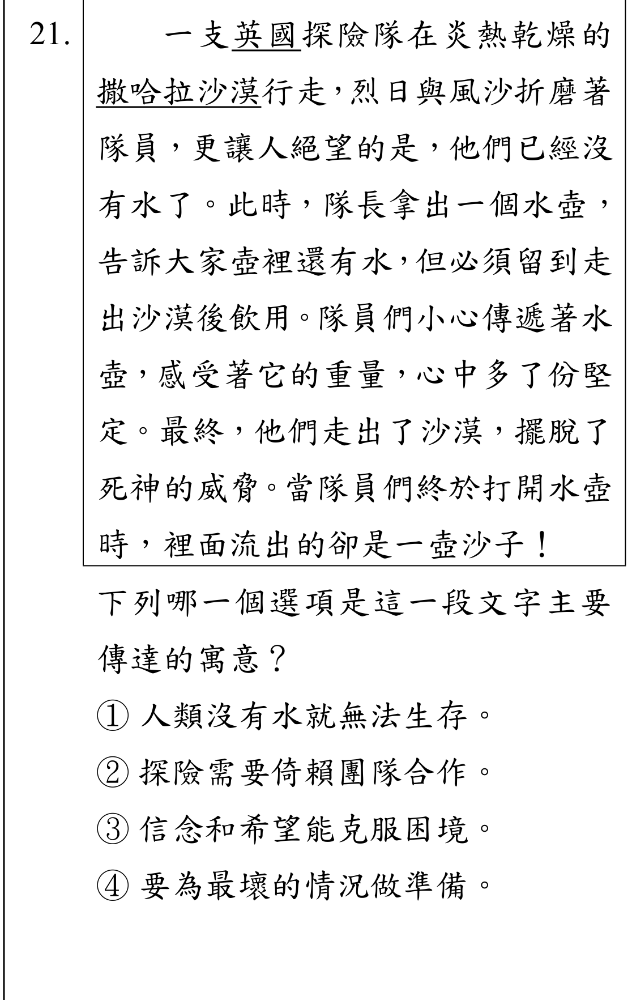 21. 一支英國探險隊在炎熱乾燥的
撒哈拉沙漠行走，烈日與風沙折磨著
隊員，更讓人絕望的是，他們已經沒
有水了。此時，隊長拿出一個水壺，
告訴大家壺裡還有水，但必須留到走
出沙漠後飲用。隊員們小心傳遞著水
壺，感受著它的重量，心中多了份堅
定。最終，他們走出了沙漠，擺脫了
死神的威脅。當隊員們終於打開水壺
時，裡面流出的卻是一壺沙子！
下列哪一個選項是這一段文字主要
傳達的寓意？
① 人類沒有水就無法生存。
② 探險需要倚賴團隊合作。
③ 信念和希望能克服困境。
④ 要為最壞的情況做準備。